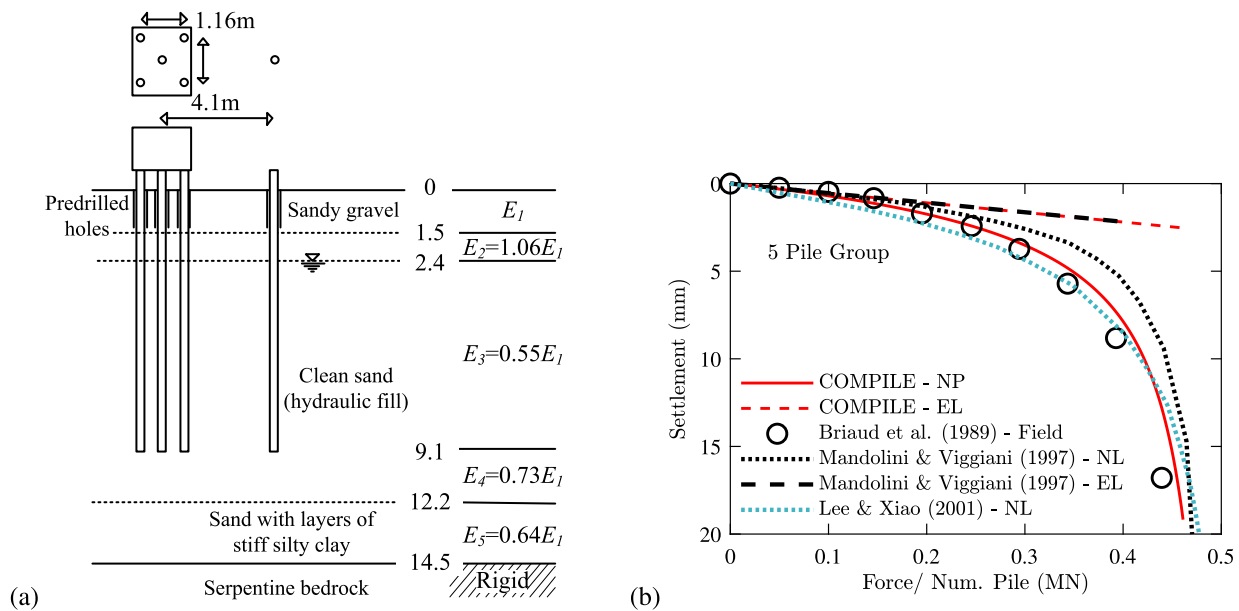 1.16m
4.1m
Predrilled
holes
Sandy gravel
0
E1
1.5
E2=1.06E1
2.4
E3=0.55E1
Clean sand
(hydraulic fill)
9.1
E4=0.73E1
12.2
Sand with layers of
stiff silty clay
E5=0.64E1
14.5
Serpentine bedrock
Rigid
(a)
0
5
10
15
20
Settlement (mm)
5 Pile Group
COMPILE - NP
COMPILE - EL
Briaud et al. (1989) - Field
Mandolini & Viggiani (1997) - NL
Mandolini & Viggiani (1997) - EL
Lee & Xiao (2001) - NL
0 0.1 0.2 0.3 0.4 0.5
Force/ Num. Pile (MN)
(b)